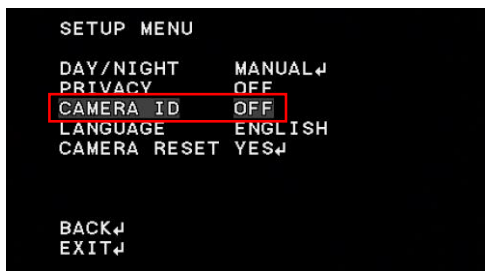 SETUP MENU
DAY/NIGHT MANUAL↲
PRIVACY OFF
CAMERA ID OFF
LANGUAGE ENGLISH
CAMERA RESET YES↲
BACK↲
EXIT↲